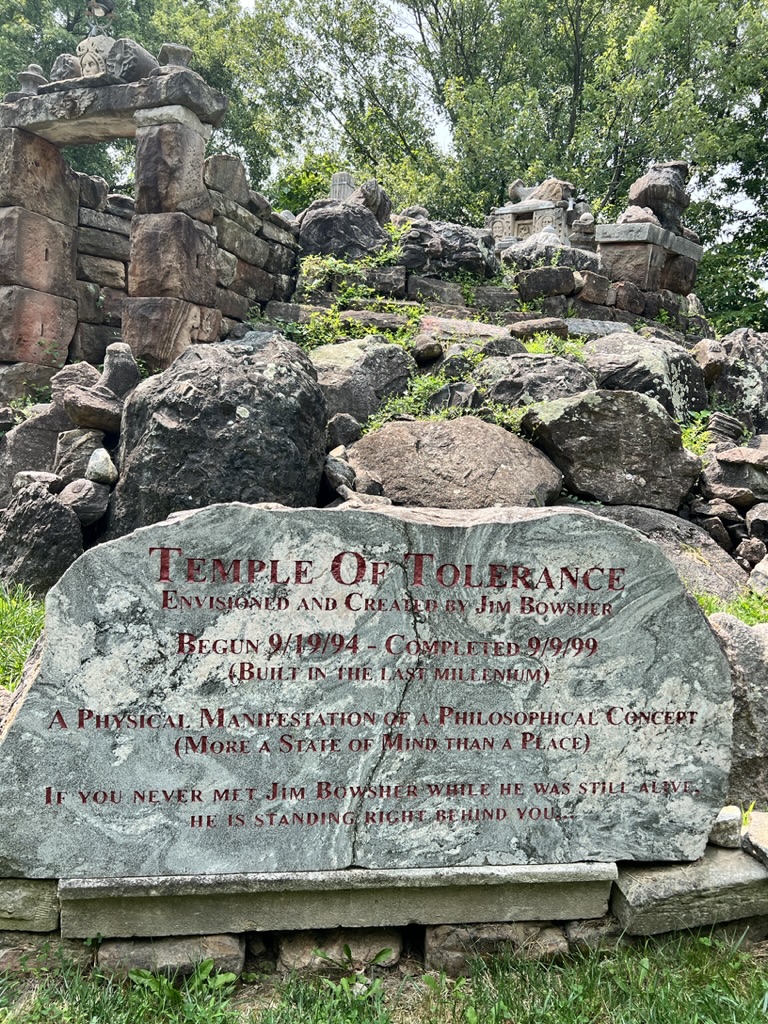 Temple Of Tolerance
Envisioned and Created by Jim Bowsher
Begun 9/19/94 - Completed 9/9/99
(Built in the last millenium)
A Physical Manifestation of a Philosophical Concept
(More a State of Mind than a Place)
If you never met Jim Bowsher while he was still alive,
he is standing right behind you...